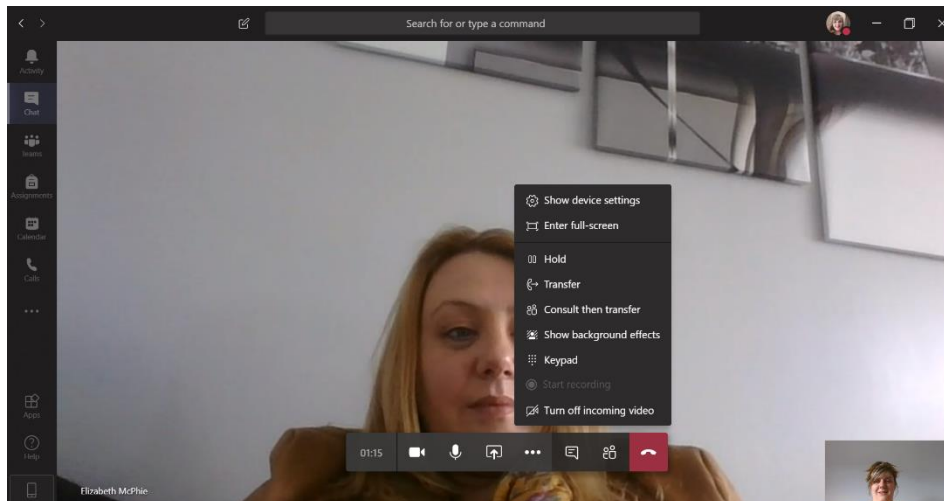 Search for or type a command
Activity
Chat
Teams
Assignments
Calendar
Calls
Apps
Help
Show device settings
Enter full-screen
Hold
Transfer
Consult then transfer
Show background effects
Keypad
Start recording
Turn off incoming video
01:15
Elizabeth McPhie